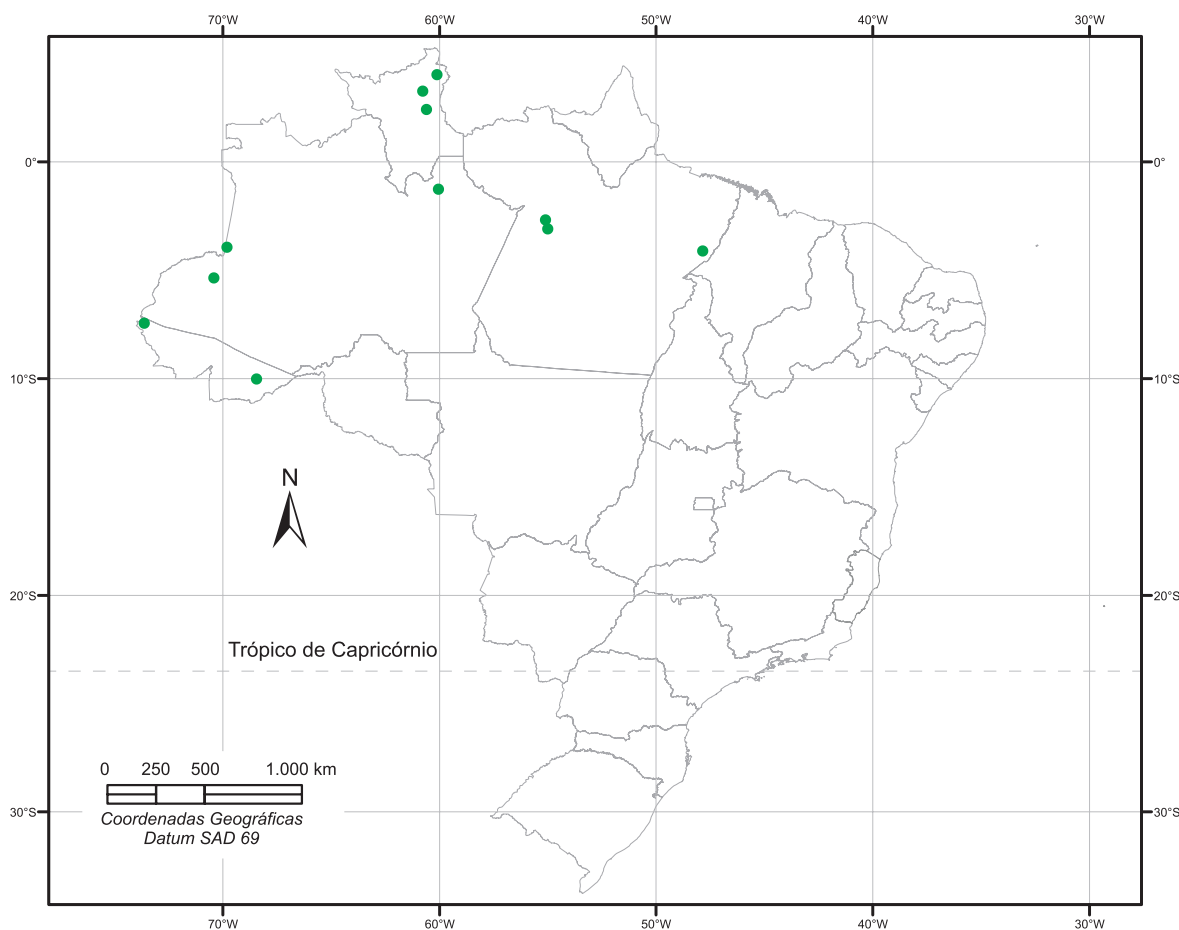 70°W 60°W 50°W 40°W 30°W
0° 0°
10°S 10°S
N
20°S 20°S
Trópico de Capricórnio
0 250 500 1.000 km
30°S 30°S
Coordenadas Geográficas
Datum SAD 69
70°W 60°W 50°W 40°W 30°W